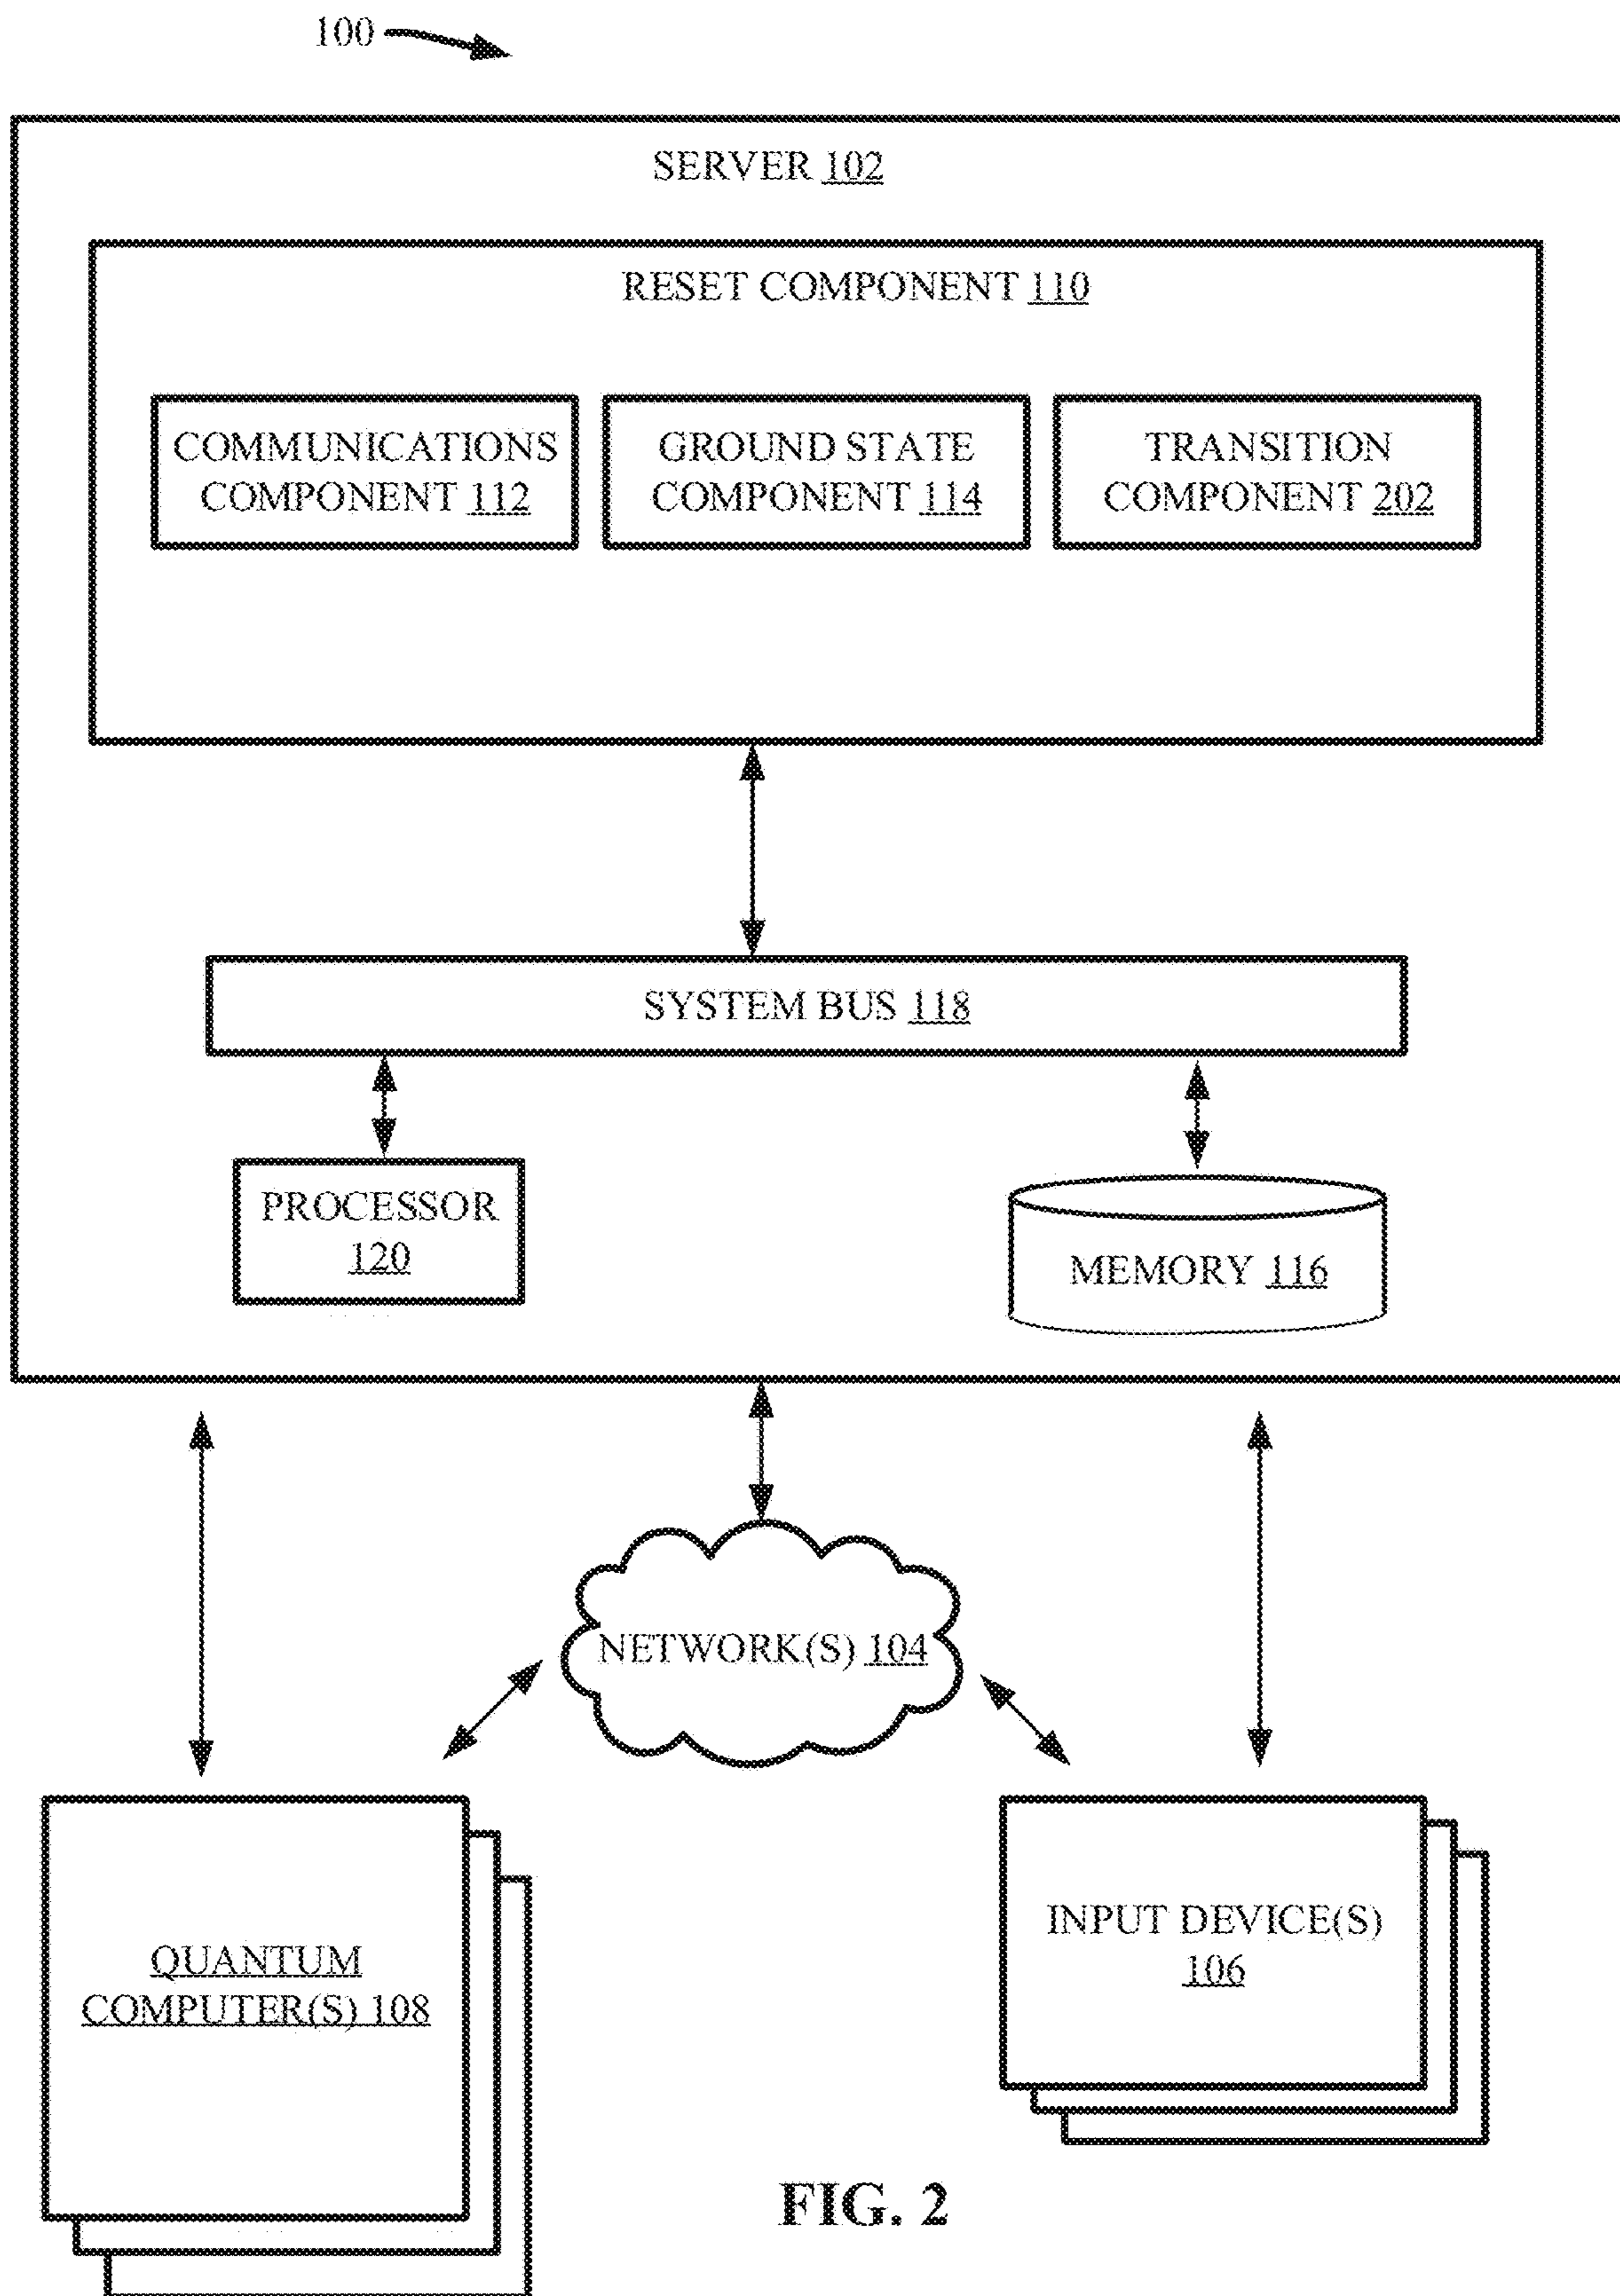 100
SERVER 102
RESET COMPONENT 110
COMMUNICATIONS
COMPONENT 112
GROUND STATE
COMPONENT 114
TRANSITION
COMPONENT 202
SYSTEM BUS 118
PROCESSOR
120
MEMORY 116
NETWORK(S) 104
QUANTUM
COMPUTER(S) 108
INPUT DEVICE(S)
106
FIG. 2